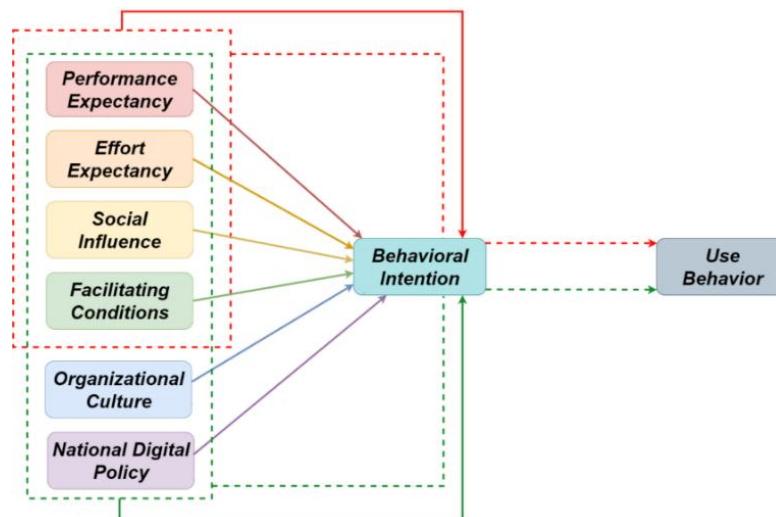 Performance
Expectancy
Effort
Expectancy
Social
Influence
Facilitating
Conditions
Organizational
Culture
National Digital
Policy
Behavioral
Intention
Use
Behavior